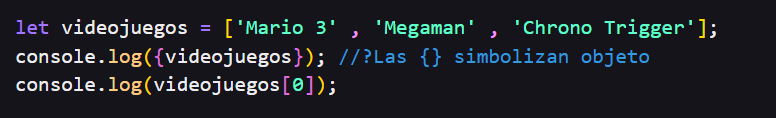 let videojuegos = ['Mario 3' , 'Megaman' , 'Chrono Trigger'];
console.log({videojuegos}); //?Las {} simbolizan objeto
console.log(videojuegos[0]);